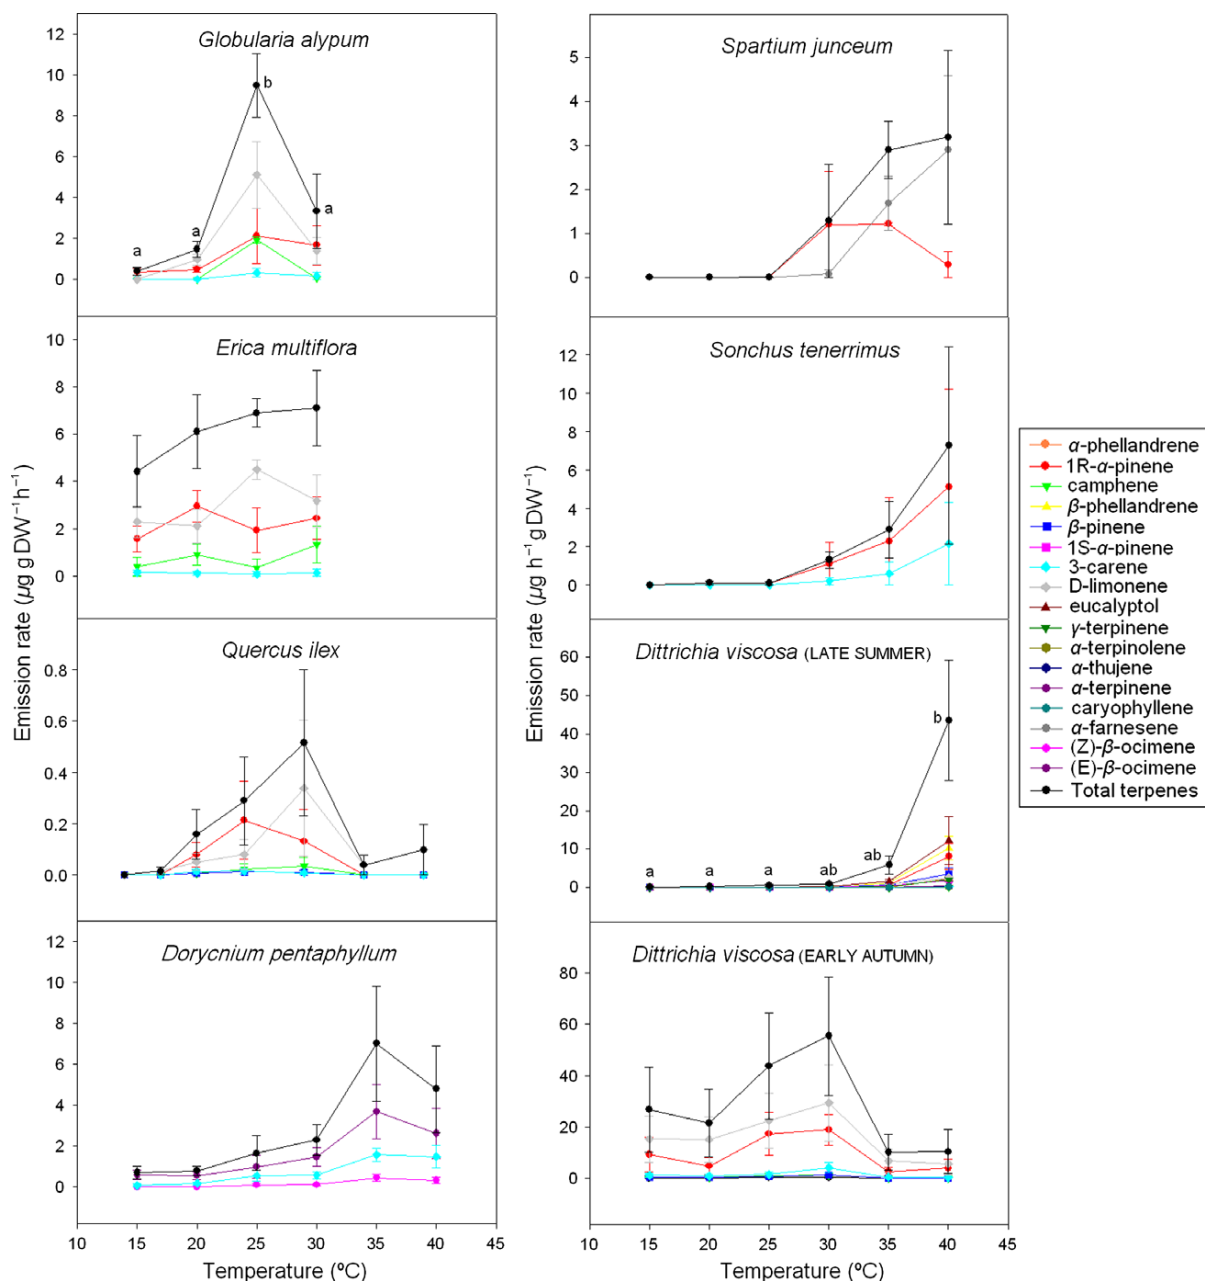 Globularia alypum
12
10
8
6
4
2
0
a
a
b
a
Spartium junceum
5
4
3
2
1
0
Erica multiflora
10
8
6
4
2
0
Sonchus tenerrimus
12
10
8
6
4
2
0
Emission rate (µg g DW⁻¹h⁻¹)
Emission rate (µg h⁻¹ g DW⁻¹)
Quercus ilex
0.8
0.6
0.4
0.2
0.0
Dittrichia viscosa (LATE SUMMER)
60
50
40
30
20
10
0
a
a
a
ab
ab
b
Dorycnium pentaphyllum
12
10
8
6
4
2
0
15 20 25 30 35 40 45
Temperature (ºC)
Dittrichia viscosa (EARLY AUTUMN)
80
60
40
20
0
10 15 20 25 30 35 40 45
Temperature (ºC)
α-phellandrene
1R-α-pinene
camphene
β-phellandrene
β-pinene
1S-α-pinene
3-carene
D-limonene
eucalyptol
γ-terpinene
α-terpinolene
α-thujene
α-terpinene
caryophyllene
α-farnesene
(Z)-β-ocimene
(E)-β-ocimene
Total terpenes